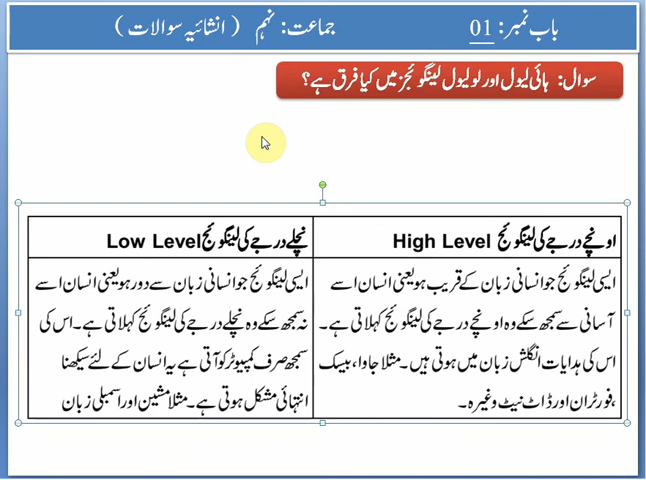 باب نمبر: 01 جماعت: نہم ( انشائیہ سوالات )
سوال: ہائی لیول اور لو لیول لینگوئجز میں کیا فرق ہے؟
اونچے درجے کی لینگوئج High Level
ایسی لینگوئج جو انسانی زبان کے قریب ہو یعنی انسان اسے
آسانی سے سمجھ سکے وہ اونچے درجے کی لینگوئج کہلاتی ہے۔
اس کی ہدایات انگلش زبان میں ہوتی ہیں۔ مثلا جاوا، بیسک
،فورٹران اور ڈاٹ نیٹ وغیرہ۔
نچلے درجے کی لینگوئج Low Level
ایسی لینگوئج جو انسانی زبان سے دور ہو یعنی انسان اسے
نہ سمجھ سکے وہ نچلے درجے کی لینگوئج کہلاتی ہے۔ اس کی
سمجھ صرف کمپیوٹر کو آتی ہے یہ انسان کے لئے سیکھنا
انتہائی مشکل ہوتی ہے۔ مثلا مشین اور اسمبلی زبان